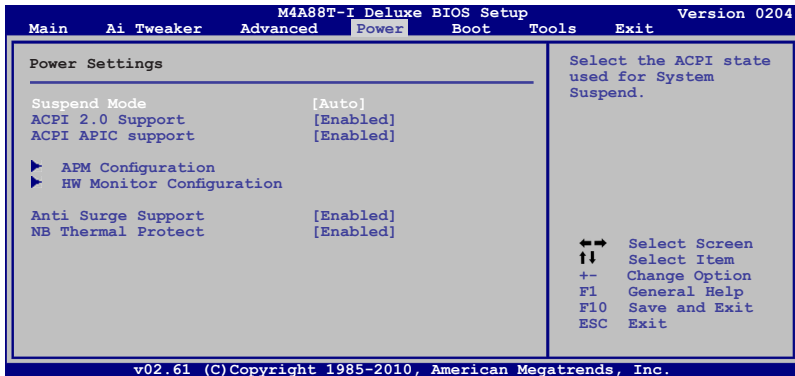 M4A88T-I Deluxe BIOS Setup Version 0204
Main Ai Tweaker Advanced Power Boot Tools Exit
Power Settings
Suspend Mode [Auto]
ACPI 2.0 Support [Enabled]
ACPI APIC support [Enabled]
APM Configuration
HW Monitor Configuration
Anti Surge Support [Enabled]
NB Thermal Protect [Enabled]
Select the ACPI state
used for System
Suspend.
←→ Select Screen
↑↓ Select Item
+- Change Option
F1 General Help
F10 Save and Exit
ESC Exit
v02.61 (C)Copyright 1985-2010, American Megatrends, Inc.